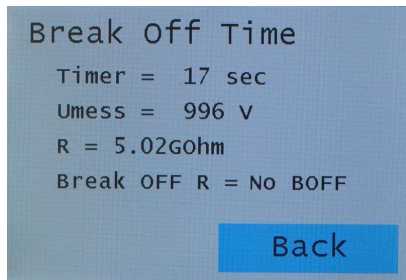 Break Off Time
Timer = 17 sec
Umess = 996 V
R = 5.02GOhm
Break OFF R = No BOFF
Back